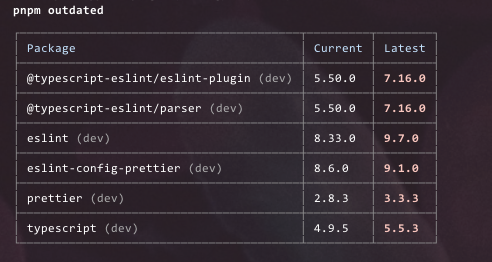 pnpm outdated
Package Current Latest
@typescript-eslint/eslint-plugin (dev) 5.50.0 7.16.0
@typescript-eslint/parser (dev) 5.50.0 7.16.0
eslint (dev) 8.33.0 9.7.0
eslint-config-prettier (dev) 8.6.0 9.1.0
prettier (dev) 2.8.3 3.3.3
typescript (dev) 4.9.5 5.5.3